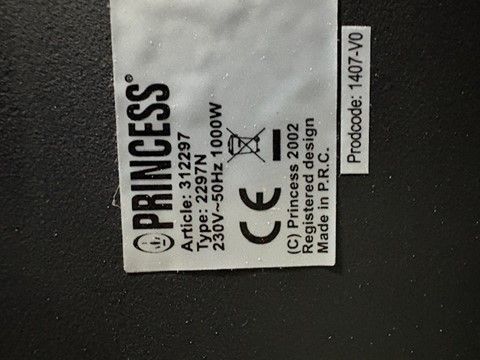 PRINCESS®
Article: 312297
Type: 2297N
230V~50Hz 1000W
CE
(C) Princess 2002
Registered design
Made in P.R.C.
Prodcode: 1407-V0